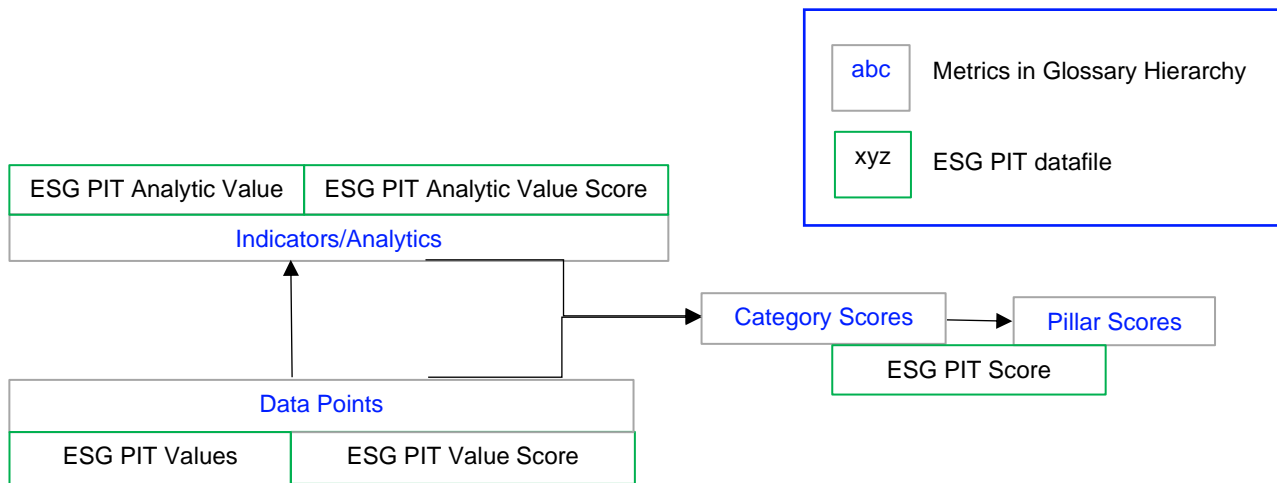 abc
Metrics in Glossary Hierarchy
xyz
ESG PIT datafile
ESG PIT Analytic Value
ESG PIT Analytic Value Score
Indicators/Analytics
Category Scores
Pillar Scores
ESG PIT Score
Data Points
ESG PIT Values
ESG PIT Value Score